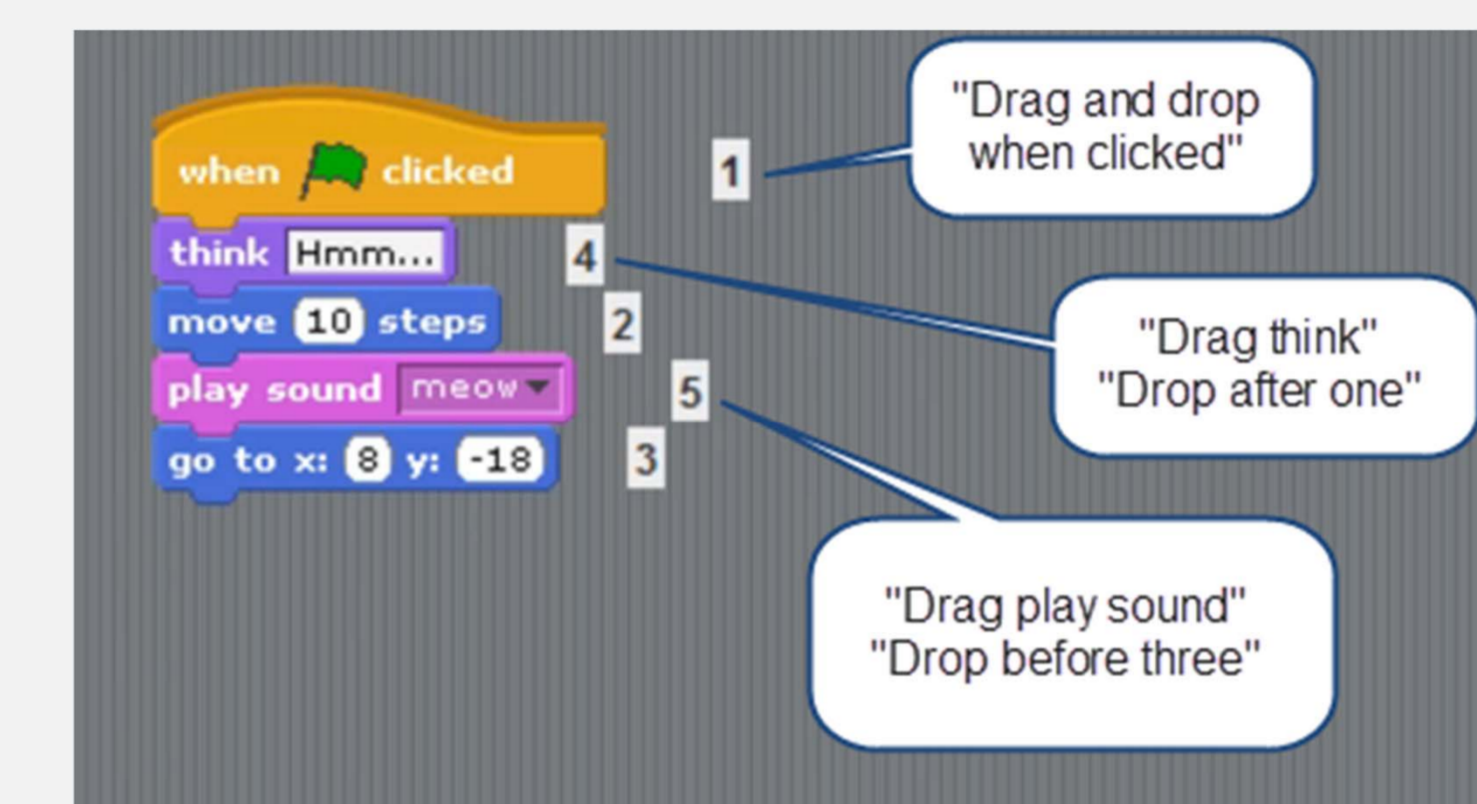 "Drag and drop
when clicked"
when clicked
1
think Hmm...
4
move 10 steps
2
"Drag think"
"Drop after one"
play sound meow
5
go to x: 8 y: -18
3
"Drag play sound"
"Drop before three"